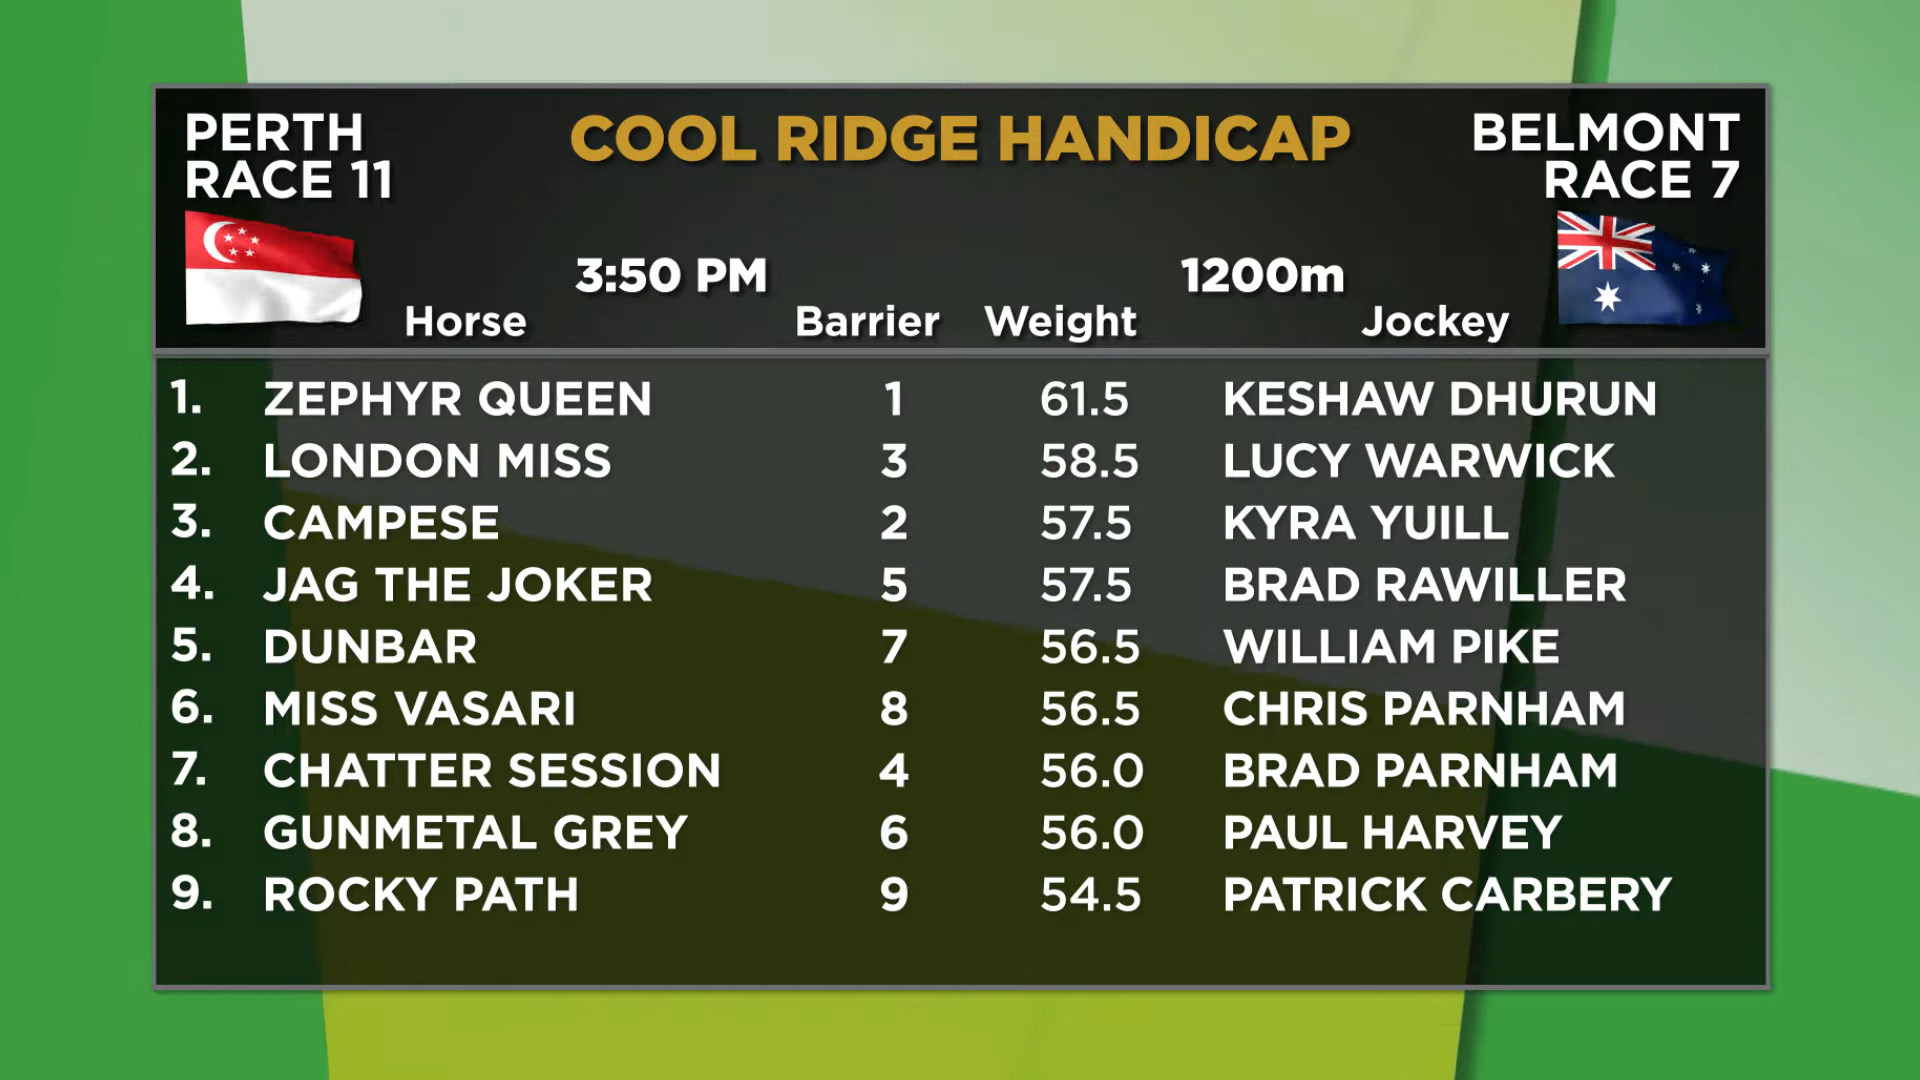 PERTH
RACE 11
COOL RIDGE HANDICAP
BELMONT
RACE 7
3:50 PM
1200m
Horse Barrier Weight Jockey
1. ZEPHYR QUEEN 1 61.5 KESHAW DHURUN
2. LONDON MISS 3 58.5 LUCY WARWICK
3. CAMPESE 2 57.5 KYRA YUILL
4. JAG THE JOKER 5 57.5 BRAD RAWILLER
5. DUNBAR 7 56.5 WILLIAM PIKE
6. MISS VASARI 8 56.5 CHRIS PARNHAM
7. CHATTER SESSION 4 56.0 BRAD PARNHAM
8. GUNMETAL GREY 6 56.0 PAUL HARVEY
9. ROCKY PATH 9 54.5 PATRICK CARBERY